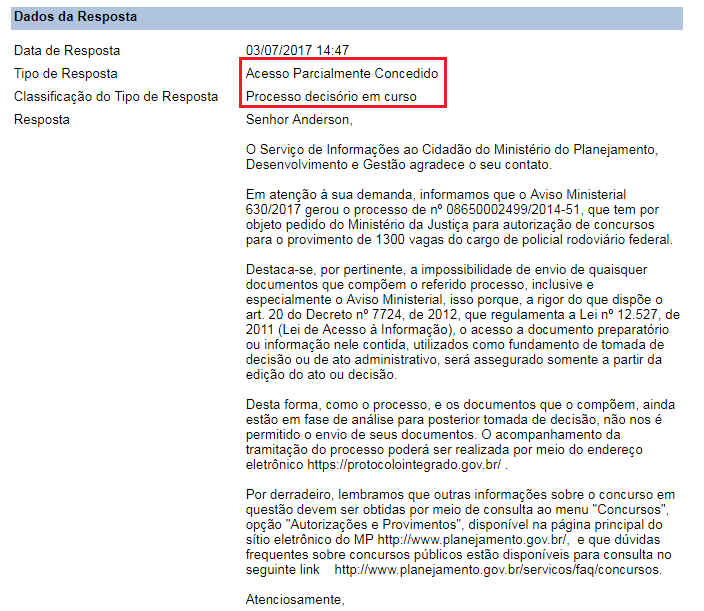 Dados da Resposta
Data de Resposta 03/07/2017 14:47
Tipo de Resposta Acesso Parcialmente Concedido
Classificação do Tipo de Resposta Processo decisório em curso
Resposta Senhor Anderson,
O Serviço de Informações ao Cidadão do Ministério do Planejamento,
Desenvolvimento e Gestão agradece o seu contato.
Em atenção à sua demanda, informamos que o Aviso Ministerial
630/2017 gerou o processo de nº 08650002499/2014-51, que tem por
objeto pedido do Ministério da Justiça para autorização de concursos
para o provimento de 1300 vagas do cargo de policial rodoviário federal.
Destaca-se, por pertinente, a impossibilidade de envio de quaisquer
documentos que compõem o referido processo, inclusive e
especialmente o Aviso Ministerial, isso porque, a rigor do que dispõe o
art. 20 do Decreto nº 7724, de 2012, que regulamenta a Lei nº 12.527, de
2011 (Lei de Acesso à Informação), o acesso a documento preparatório
ou informação nele contida, utilizados como fundamento de tomada de
decisão ou de ato administrativo, será assegurado somente a partir da
edição do ato ou decisão.
Desta forma, como o processo, e os documentos que o compõem, ainda
estão em fase de análise para posterior tomada de decisão, não nos é
permitido o envio de seus documentos. O acompanhamento da
tramitação do processo poderá ser realizada por meio do endereço
eletrônico https://protocolointegrado.gov.br/ .
Por derradeiro, lembramos que outras informações sobre o concurso em
questão devem ser obtidas por meio de consulta ao menu "Concursos",
opção "Autorizações e Provimentos", disponível na página principal do
sítio eletrônico do MP http://www.planejamento.gov.br/, e que dúvidas
frequentes sobre concursos públicos estão disponíveis para consulta no
seguinte link http://www.planejamento.gov.br/servicos/faq/concursos.
Atenciosamente,